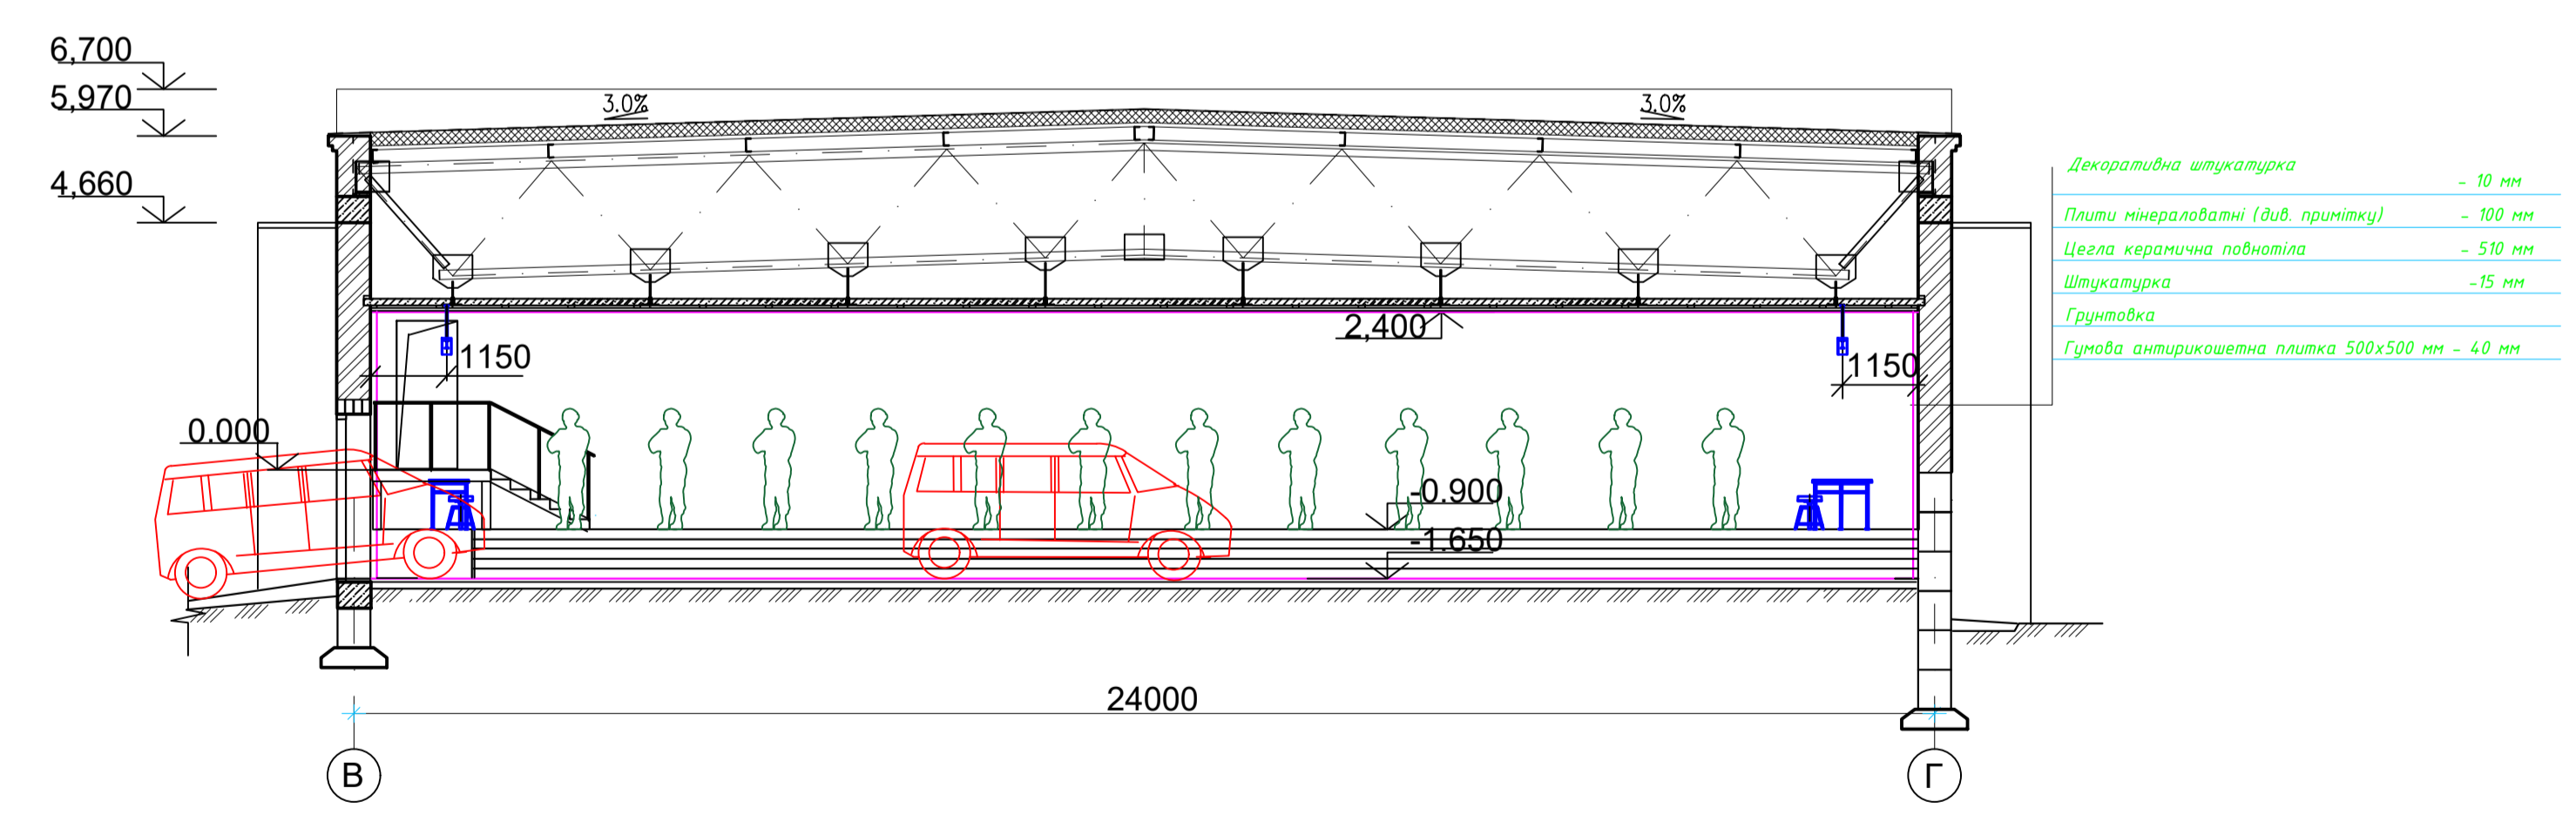 6,700
5,970
3.0%
3.0%
4,660
Декоративна штукатурка
- 10 мм
Плити мінераловатні (див. примітку) - 100 мм
Цегла керамична повнотіла - 510 мм
Штукатурка -15 мм
Грунтовка
Гумова антирикошетна плитка 500х500 мм - 40 мм
2,400
1150
1150
0.000
-0.900
-1.650
24000
В
Г